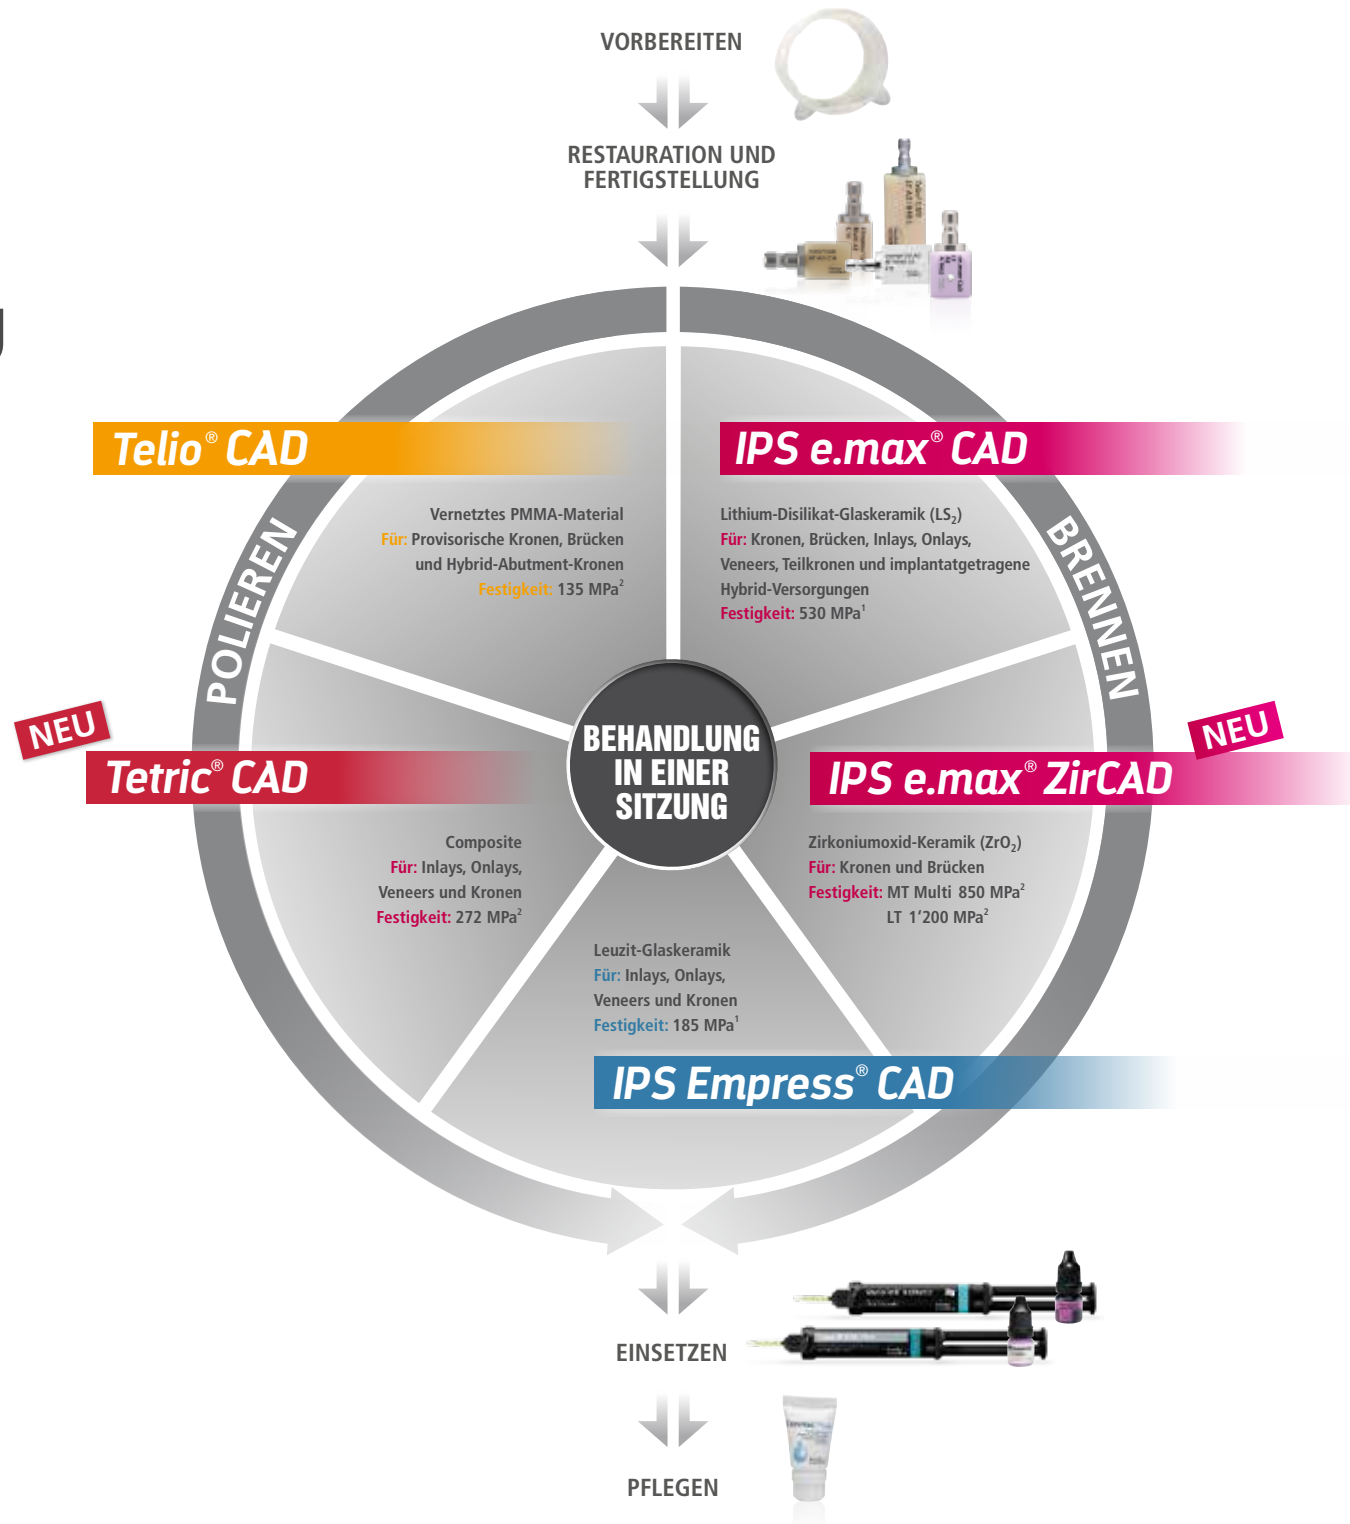 VORBEREITEN
RESTAURATION UND
FERTIGSTELLUNG
POLIEREN
BRENNEN
Telio® CAD
Vernetztes PMMA-Material
Für: Provisorische Kronen, Brücken
und Hybrid-Abutment-Kronen
Festigkeit: 135 MPa²
IPS e.max® CAD
Lithium-Disilikat-Glaskeramik (LS₂)
Für: Kronen, Brücken, Inlays, Onlays,
Veneers, Teilkronen und implantatgetragene
Hybrid-Versorgungen
Festigkeit: 530 MPa¹
BEHANDLUNG
IN EINER
SITZUNG
NEU
Tetric® CAD
Composite
Für: Inlays, Onlays,
Veneers und Kronen
Festigkeit: 272 MPa²
NEU
IPS e.max® ZirCAD
Zirkoniumoxid-Keramik (ZrO₂)
Für: Kronen und Brücken
Festigkeit: MT Multi 850 MPa²
LT 1’200 MPa²
Leuzit-Glaskeramik
Für: Inlays, Onlays,
Veneers und Kronen
Festigkeit: 185 MPa¹
IPS Empress® CAD
EINSETZEN
PFLEGEN